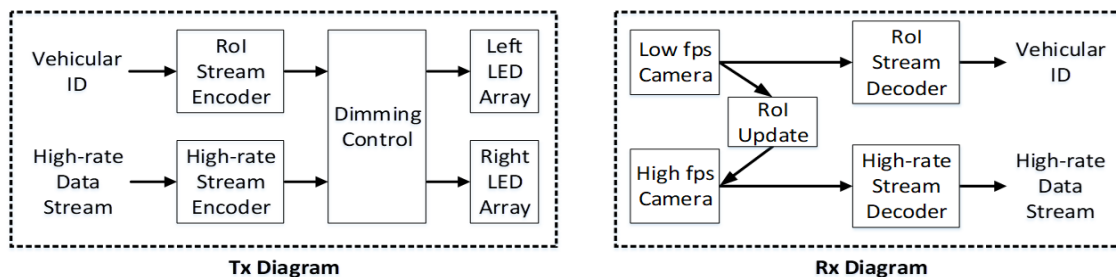 Vehicular
ID
RoI
Stream
Encoder
Left
LED
Array
Dimming
Control
High-rate
Data
Stream
High-rate
Stream
Encoder
Right
LED
Array
Tx Diagram
Low fps
Camera
RoI
Stream
Decoder
Vehicular
ID
RoI
Update
High fps
Camera
High-rate
Stream
Decoder
High-rate
Data
Stream
Rx Diagram